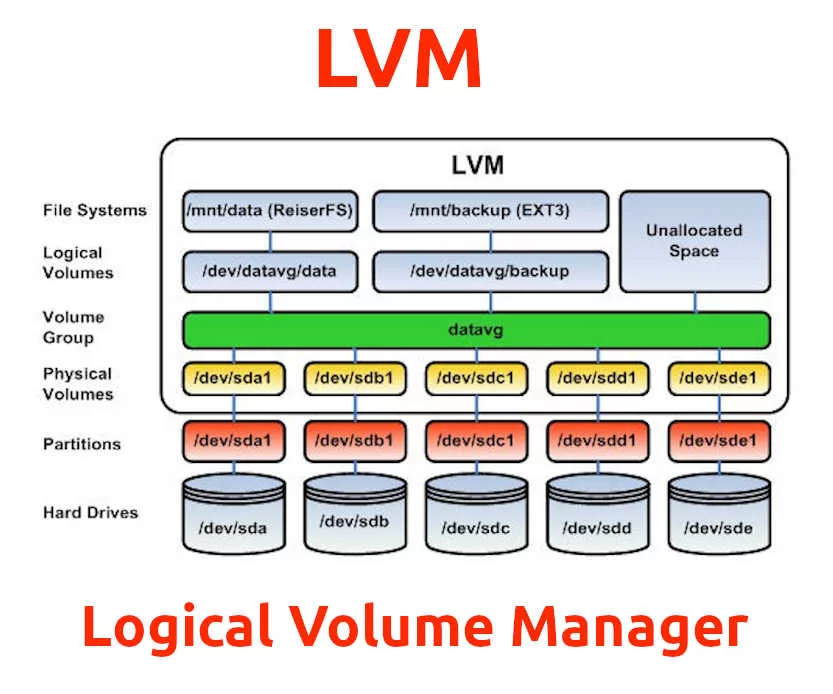 LVM
LVM
File Systems
/mnt/data (ReiserFS)
/mnt/backup (EXT3)
Unallocated
Space
Logical
Volumes
/dev/datavg/data
/dev/datavg/backup
Volume
Group
datavg
Physical
Volumes
/dev/sda1
/dev/sdb1
/dev/sdc1
/dev/sdd1
/dev/sde1
Partitions
/dev/sda1
/dev/sdb1
/dev/sdc1
/dev/sdd1
/dev/sde1
Hard Drives
/dev/sda
/dev/sdb
/dev/sdc
/dev/sdd
/dev/sde
Logical Volume Manager